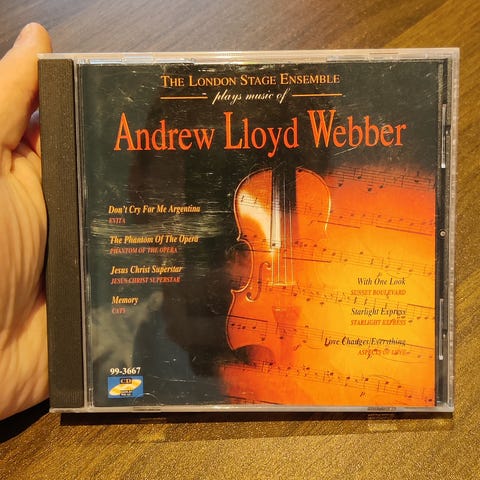 THE LONDON STAGE ENSEMBLE
plays music of
Andrew Lloyd Webber
Don't Cry For Me Argentina
EVITA
The Phantom Of The Opera
PHANTOM OF THE OPERA
Jesus Christ Superstar
JESUS CHRIST SUPERSTAR
Memory
CATS
With One Look
SUNSET BOULEVARD
Starlight Express
STARLIGHT EXPRESS
Love Changes Everything
ASPECTS OF LOVE
99-3667
CD